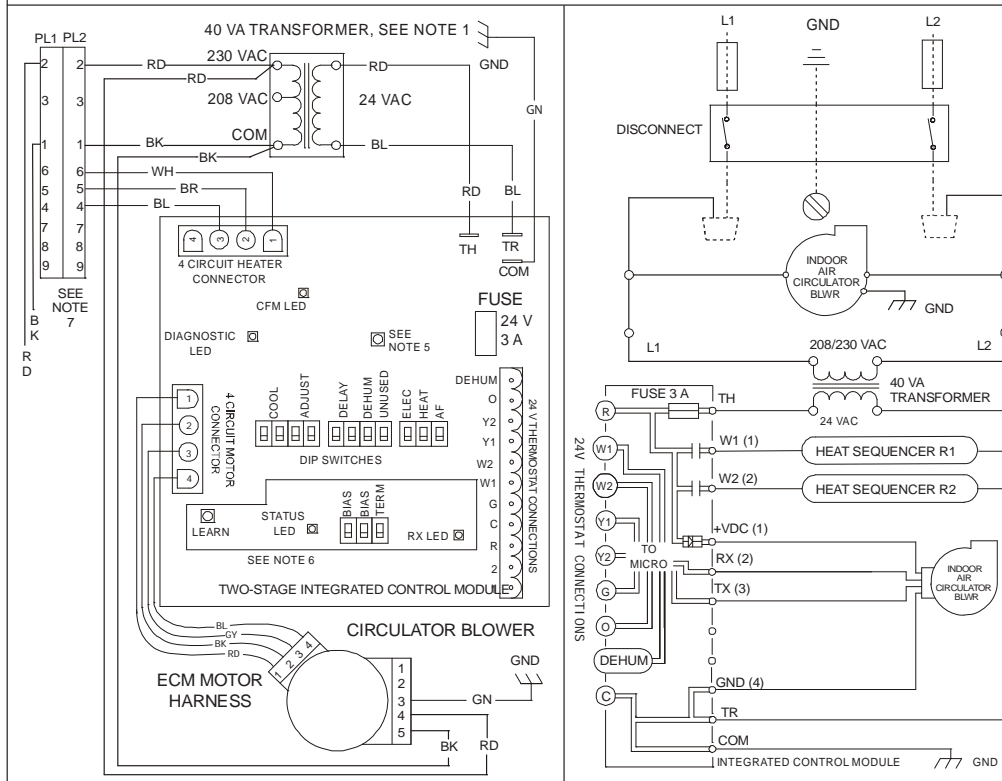 40 VA TRANSFORMER, SEE NOTE 1
PL1 PL2
2 2
3 3
1 1
6 6
5 5
4 4
7 7
8 8
9 9
SEE
NOTE
7
B
K
R
D
RD
RD
230 VAC
208 VAC
COM
24 VAC
RD
BL
GND
GN
BK
BK
WH
BR
BL
RD
BL
TH
TR
COM
4 3 2 1
4 CIRCUIT HEATER
CONNECTOR
CFM LED
DIAGNOSTIC
LED
SEE
NOTE 5
FUSE
24 V
3 A
1
2
3
4
4 CIRCUIT MOTOR
CONNECTOR
COOL
ADJUST
DELAY
DEHUM
UNUSED
ELEC
HEAT
AF
DIP SWITCHES
DEHUM
O
Y2
Y1
W2
W1
G
C
R
2
1
24 V THERMOSTAT CONNECTIONS
LEARN
STATUS
LED
BIAS
BIAS
TERM
RX LED
SEE NOTE 6
TWO-STAGE INTEGRATED CONTROL MODULE
BL
GY
BK
RD
1 2 3 4
ECM MOTOR
HARNESS
CIRCULATOR BLOWER
1
2
3
4
5
GN
GND
BK
RD
L1
GND
L2
DISCONNECT
INDOOR
AIR
CIRCULATOR
BLWR
GND
L1
208/230 VAC
L2
40 VA
TRANSFORMER
24 VAC
FUSE 3 A
TH
R
W1
W2
Y1
Y2
G
O
DEHUM
C
24V THERMOSTAT CONNECTIONS
W1 (1)
HEAT SEQUENCER R1
W2 (2)
HEAT SEQUENCER R2
+VDC (1)
TO
MICRO
RX (2)
TX (3)
INDOOR
AIR
CIRCULATOR
BLWR
GND (4)
TR
COM
INTEGRATED CONTROL MODULE
GND